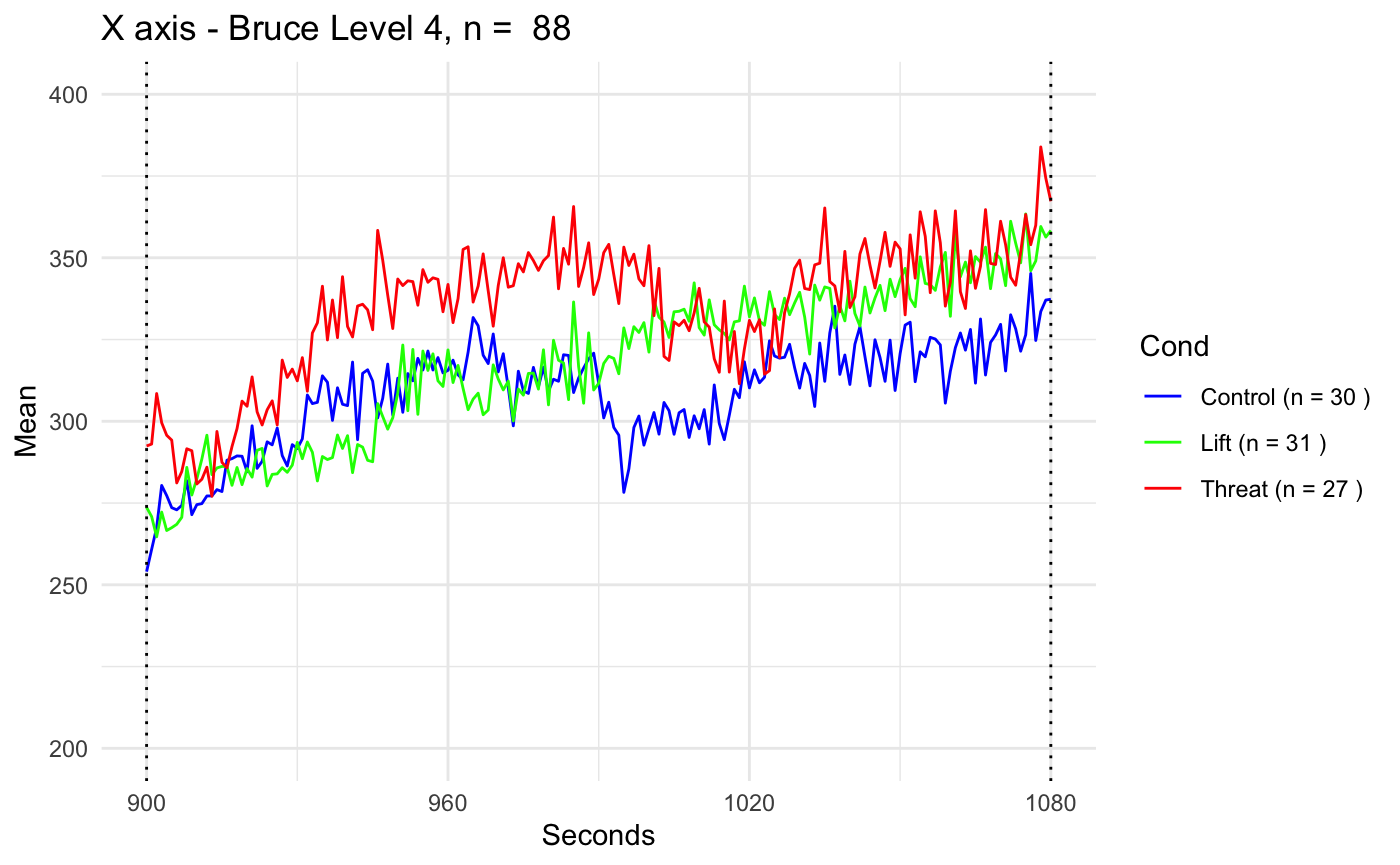 X axis - Bruce Level 4, n =  88
400
350
300
250
200
Mean
900
960
1020
1080
Seconds
Cond
Control (n = 30 )
Lift (n = 31 )
Threat (n = 27 )